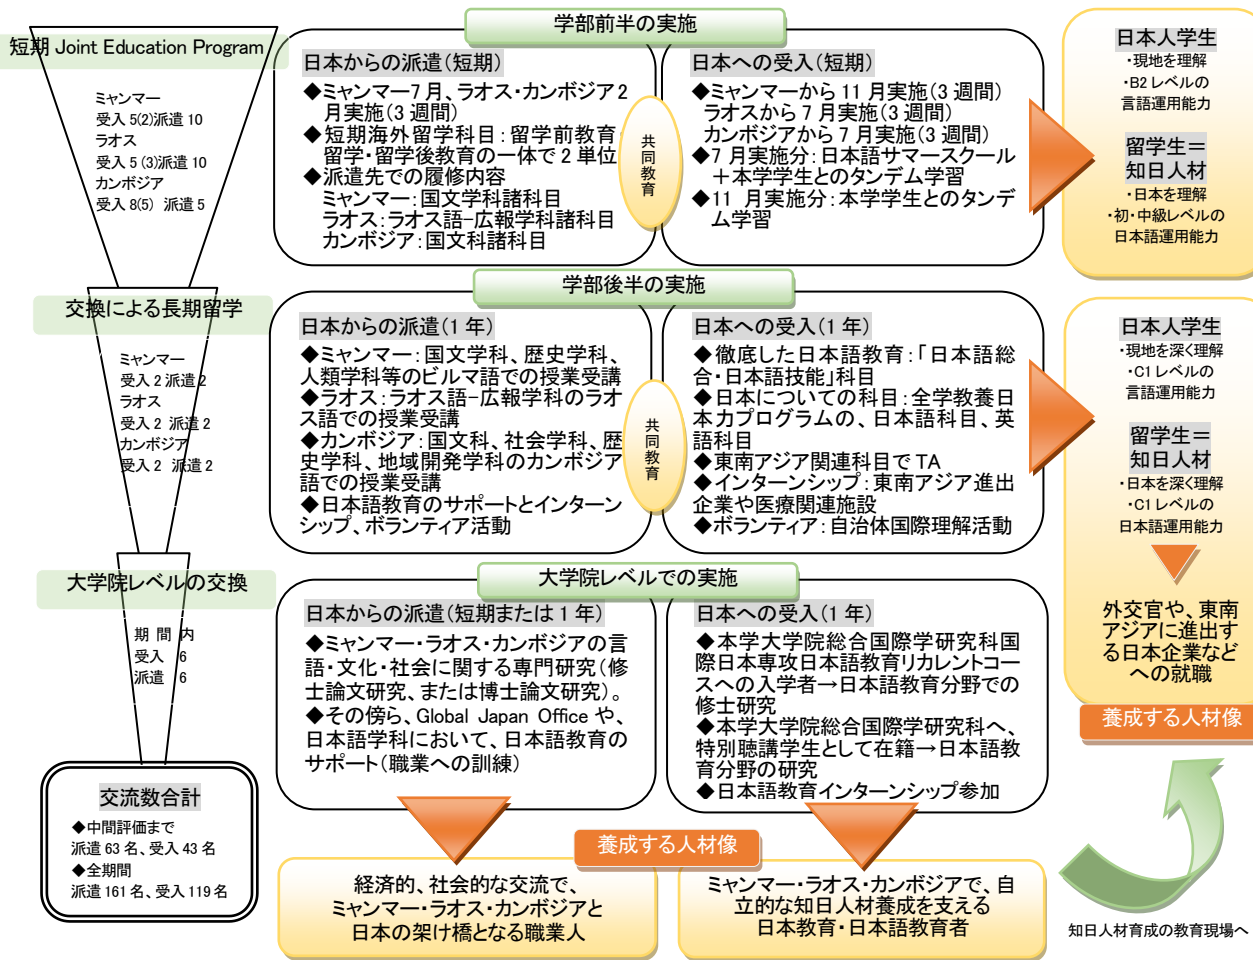 短期 Joint Education Program
ミャンマー
受入 5(2)派遣 10
ラオス
受入 5 (3)派遣 10
カンボジア
受入 8(5) 派遣 5
学部前半の実施
日本からの派遣(短期)
◆ミャンマー7月、ラオス・カンボジア2
月実施(3 週間)
◆短期海外留学科目:留学前教育・
留学・留学後教育の一体で 2 単位
◆派遣先での履修内容
ミャンマー:国文学科諸科目
ラオス:ラオス語-広報学科諸科目
カンボジア:国文科諸科目
共同教育
日本への受入(短期)
◆ミャンマーから 11 月実施(3 週間)
ラオスから 7 月実施(3 週間)
カンボジアから 7 月実施(3 週間)
◆7 月実施分:日本語サマースクール
+本学学生とのタンデム学習
◆11 月実施分:本学学生とのタンデ
ム学習
日本人学生
・現地を理解
・B2 レベルの
言語運用能力
留学生=
知日人材
・日本を理解
・初・中級レベルの
日本語運用能力
交換による長期留学
ミャンマー
受入 2 派遣 2
ラオス
受入 2 派遣 2
カンボジア
受入 2 派遣 2
学部後半の実施
日本からの派遣(1 年)
◆ミャンマー:国文学科、歴史学科、
人類学科等のビルマ語での授業受講
◆ラオス:ラオス語-広報学科のラオ
ス語での授業受講
◆カンボジア:国文科、社会学科、歴
史学科、地域開発学科のカンボジア
語での授業受講
◆日本語教育のサポートとインターン
シップ、ボランティア活動
共同教育
日本への受入(1 年)
◆徹底した日本語教育:「日本語総
合・日本語技能」科目
◆日本についての科目:全学教養日
本力プログラムの、日本語科目、英
語科目
◆東南アジア関連科目で TA
◆インターンシップ:東南アジア進出
企業や医療関連施設
◆ボランティア:自治体国際理解活動
日本人学生
・現地を深く理解
・C1 レベルの
言語運用能力
留学生=
知日人材
・日本を深く理解
・C1 レベルの
日本語運用能力
外交官や、東南
アジアに進出す
る日本企業など
への就職
養成する人材像
大学院レベルの交換
期 間 内
受入 6
派遣 6
大学院レベルでの実施
日本からの派遣(短期または 1 年)
◆ミャンマー・ラオス・カンボジアの言
語・文化・社会に関する専門研究(修
士論文研究、または博士論文研究)。
◆その傍ら、Global Japan Office や、
日本語学科において、日本語教育の
サポート(職業への訓練)
日本への受入(1 年)
◆本学大学院総合国際学研究科国
際日本専攻日本語教育リカレントコー
スへの入学者→日本語教育分野での
修士研究
◆本学大学院総合国際学研究科へ、
特別聴講学生として在籍→日本語教
育分野の研究
◆日本語教育インターンシップ参加
交流数合計
◆中間評価まで
派遣 63 名、受入 43 名
◆全期間
派遣 161 名、受入 119 名
養成する人材像
経済的、社会的な交流で、
ミャンマー・ラオス・カンボジアと
日本の架け橋となる職業人
ミャンマー・ラオス・カンボジアで、自
立的な知日人材養成を支える
日本教育・日本語教育者
知日人材育成の教育現場へ